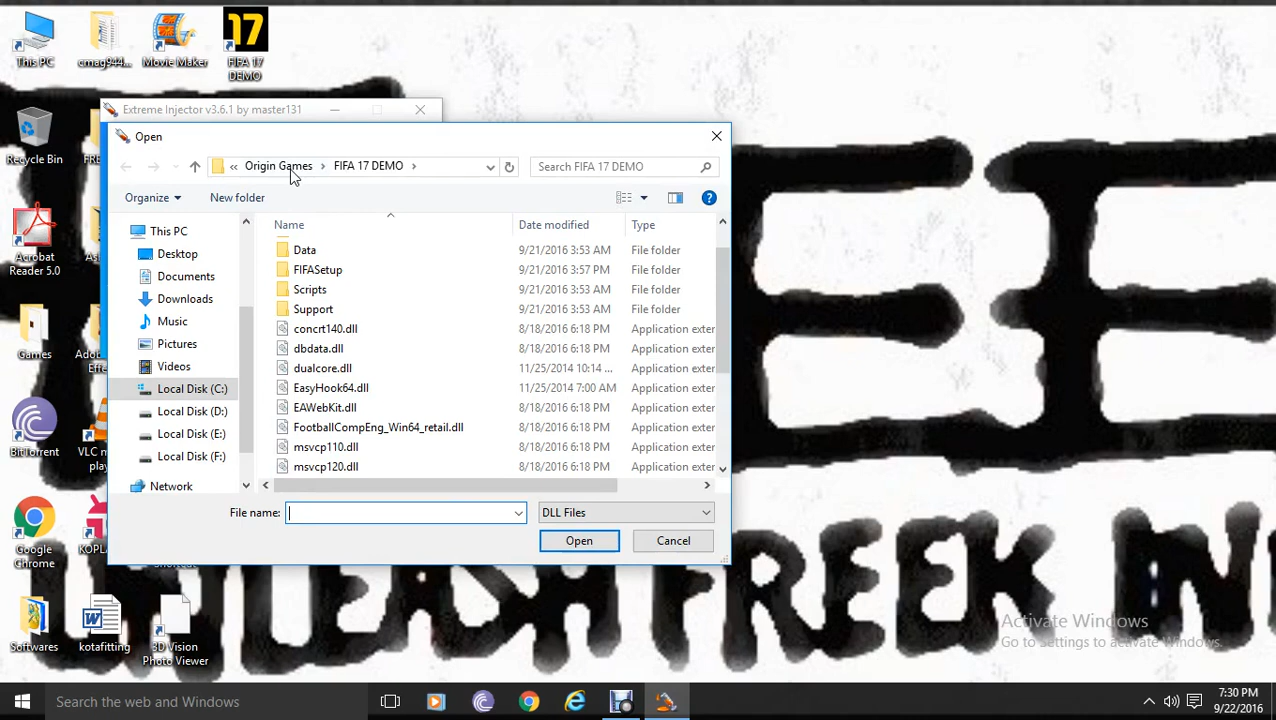 This PC
cmag944...
Movie Maker
17
FIFA 17
DEMO
Extreme Injector v3.6.1 by master131
Open
« Origin Games › FIFA 17 DEMO ›
Search FIFA 17 DEMO
Organize
New folder
Name
Date modified
Type
This PC
Desktop
Documents
Downloads
Music
Pictures
Videos
Local Disk (C:)
Local Disk (D:)
Local Disk (E:)
Local Disk (F:)
Network
Data 9/21/2016 3:53 AM File folder
FIFASetup 9/21/2016 3:57 PM File folder
Scripts 9/21/2016 3:53 AM File folder
Support 9/21/2016 3:53 AM File folder
concrt140.dll 8/18/2016 6:18 PM Application exter
dbdata.dll 8/18/2016 6:18 PM Application exter
dualcore.dll 11/25/2014 10:14 ... Application exter
EasyHook64.dll 11/25/2014 7:00 AM Application exter
EAWebKit.dll 8/18/2016 6:18 PM Application exter
FootballCompEng_Win64_retail.dll 8/18/2016 6:18 PM Application exter
msvcp110.dll 8/18/2016 6:18 PM Application exter
msvcp120.dll 8/18/2016 6:18 PM Application exter
File name:
DLL Files
Open
Cancel
Recycle Bin
FRE
Acrobat
Reader 5.0
As
Games
Adob
Effe
BitTorrent
VLC m
play
Google
Chrome
KOPLA
Shortcut
Softwares
kotafitting
3D Vision
Photo Viewer
UNLEASH FREEK IN
Activate Windows
Go to Settings to activate Windows.
Search the web and Windows
7:30 PM
9/22/2016